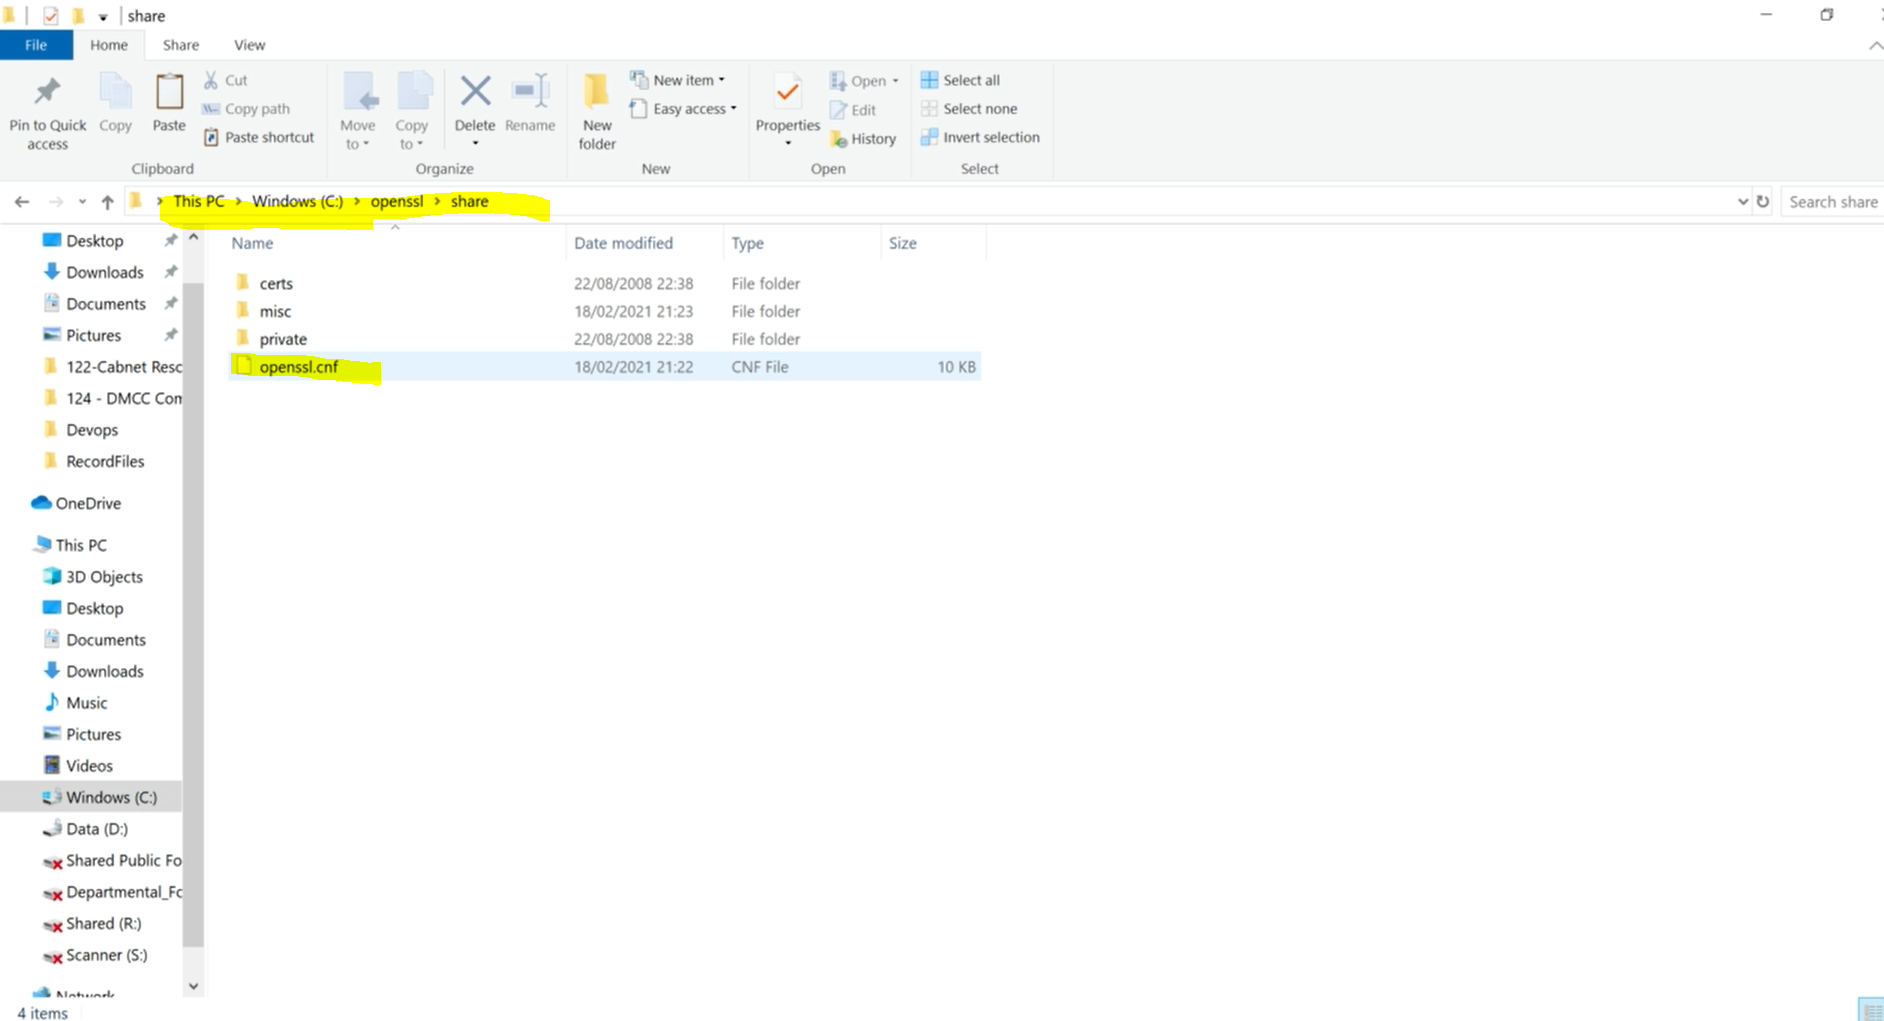 share
File Home Share View
Pin to Quick access
Copy
Paste
Cut
Copy path
Paste shortcut
Clipboard
Move to
Copy to
Delete
Rename
Organize
New folder
New item
Easy access
New
Properties
Open
Edit
History
Open
Select all
Select none
Invert selection
Select
This PC > Windows (C:) > openssl > share
Search share
Name Date modified Type Size
certs 22/08/2008 22:38 File folder
misc 18/02/2021 21:23 File folder
private 22/08/2008 22:38 File folder
openssl.cnf 18/02/2021 21:22 CNF File 10 KB
Desktop
Downloads
Documents
Pictures
122-Cabnet Resc
124 - DMCC Com
Devops
RecordFiles
OneDrive
This PC
3D Objects
Desktop
Documents
Downloads
Music
Pictures
Videos
Windows (C:)
Data (D:)
Shared Public Fo
Departmental_Fc
Shared (R:)
Scanner (S:)
Network
4 items